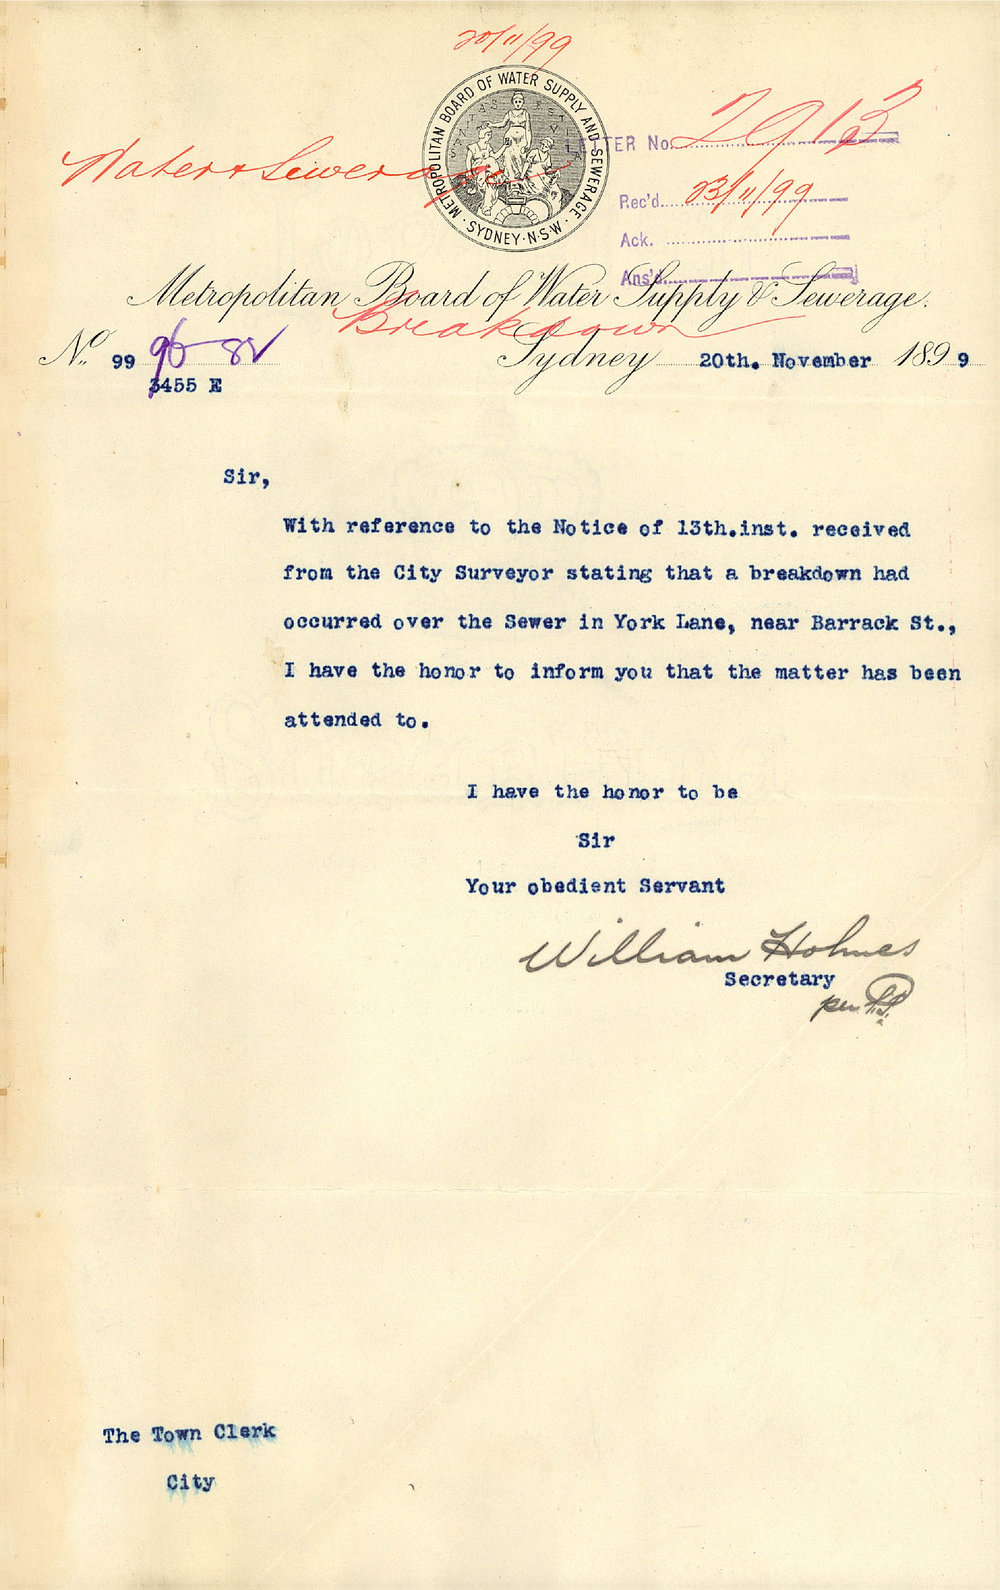 20/11/99
METROPOLITAN BOARD OF WATER SUPPLY AND SEWERAGE
· SYDNEY · N·S·W ·
LETTER No. 2913
Water & Sewerage
Rec'd. 23/11/99
Ack.
Ans'd.
Metropolitan Board of Water Supply & Sewerage.
Breakdown
No. 99 96-82
3455 E
Sydney 20th. November 1899
Sir,
With reference to the Notice of 13th.inst. received
from the City Surveyor stating that a breakdown had
occurred over the Sewer in York Lane, near Barrack St.,
I have the honor to inform you that the matter has been
attended to.
I have the honor to be
Sir
Your obedient Servant
William Holmes
Secretary
per
The Town Clerk
City